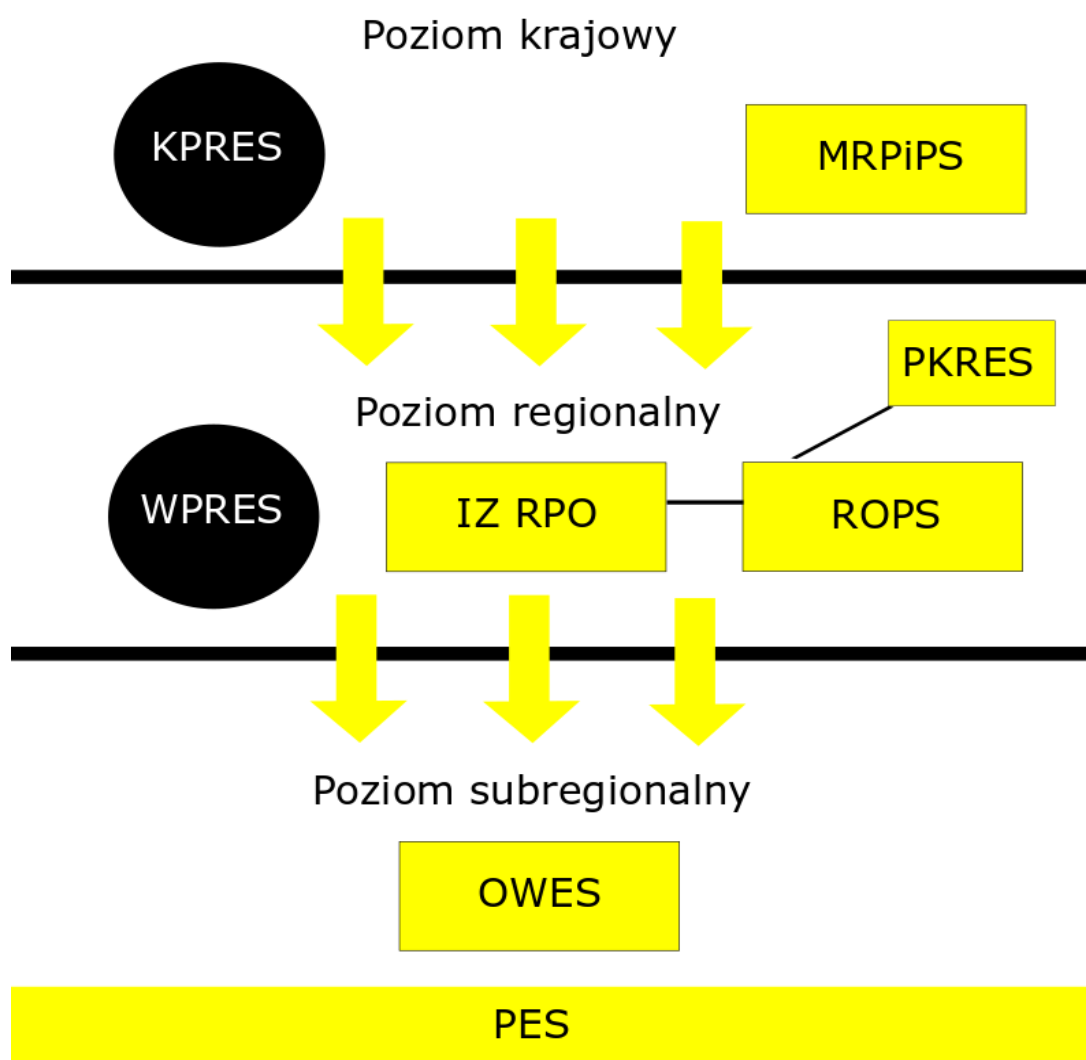 Poziom krajowy
KPRES
MRPiPS
PKRES
Poziom regionalny
WPRES
IZ RPO
ROPS
Poziom subregionalny
OWES
PES